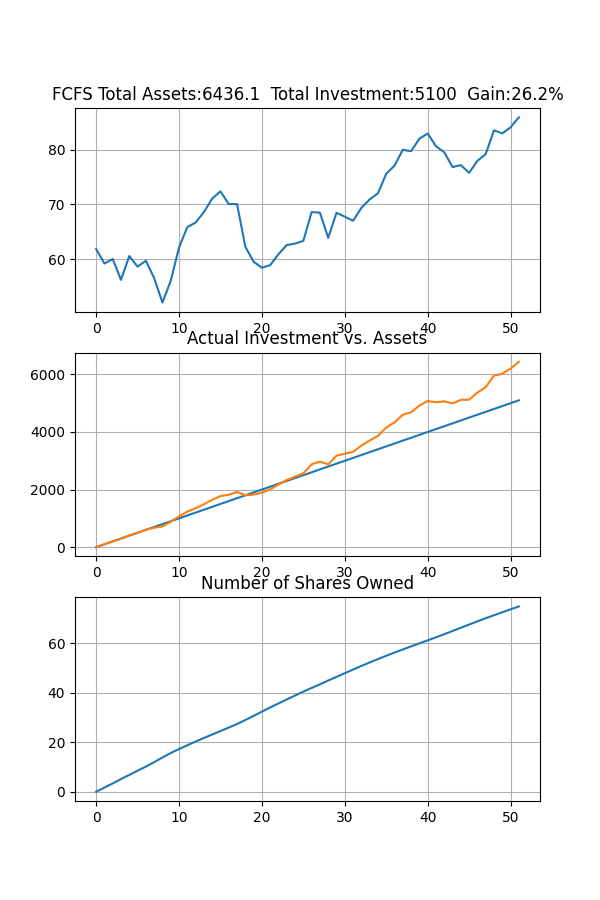 FCFS Total Assets:6436.1  Total Investment:5100  Gain:26.2%
80
70
60
0 10 20 30 40 50
Actual Investment vs. Assets
6000
4000
2000
0
0 10 20 30 40 50
Number of Shares Owned
60
40
20
0
0 10 20 30 40 50